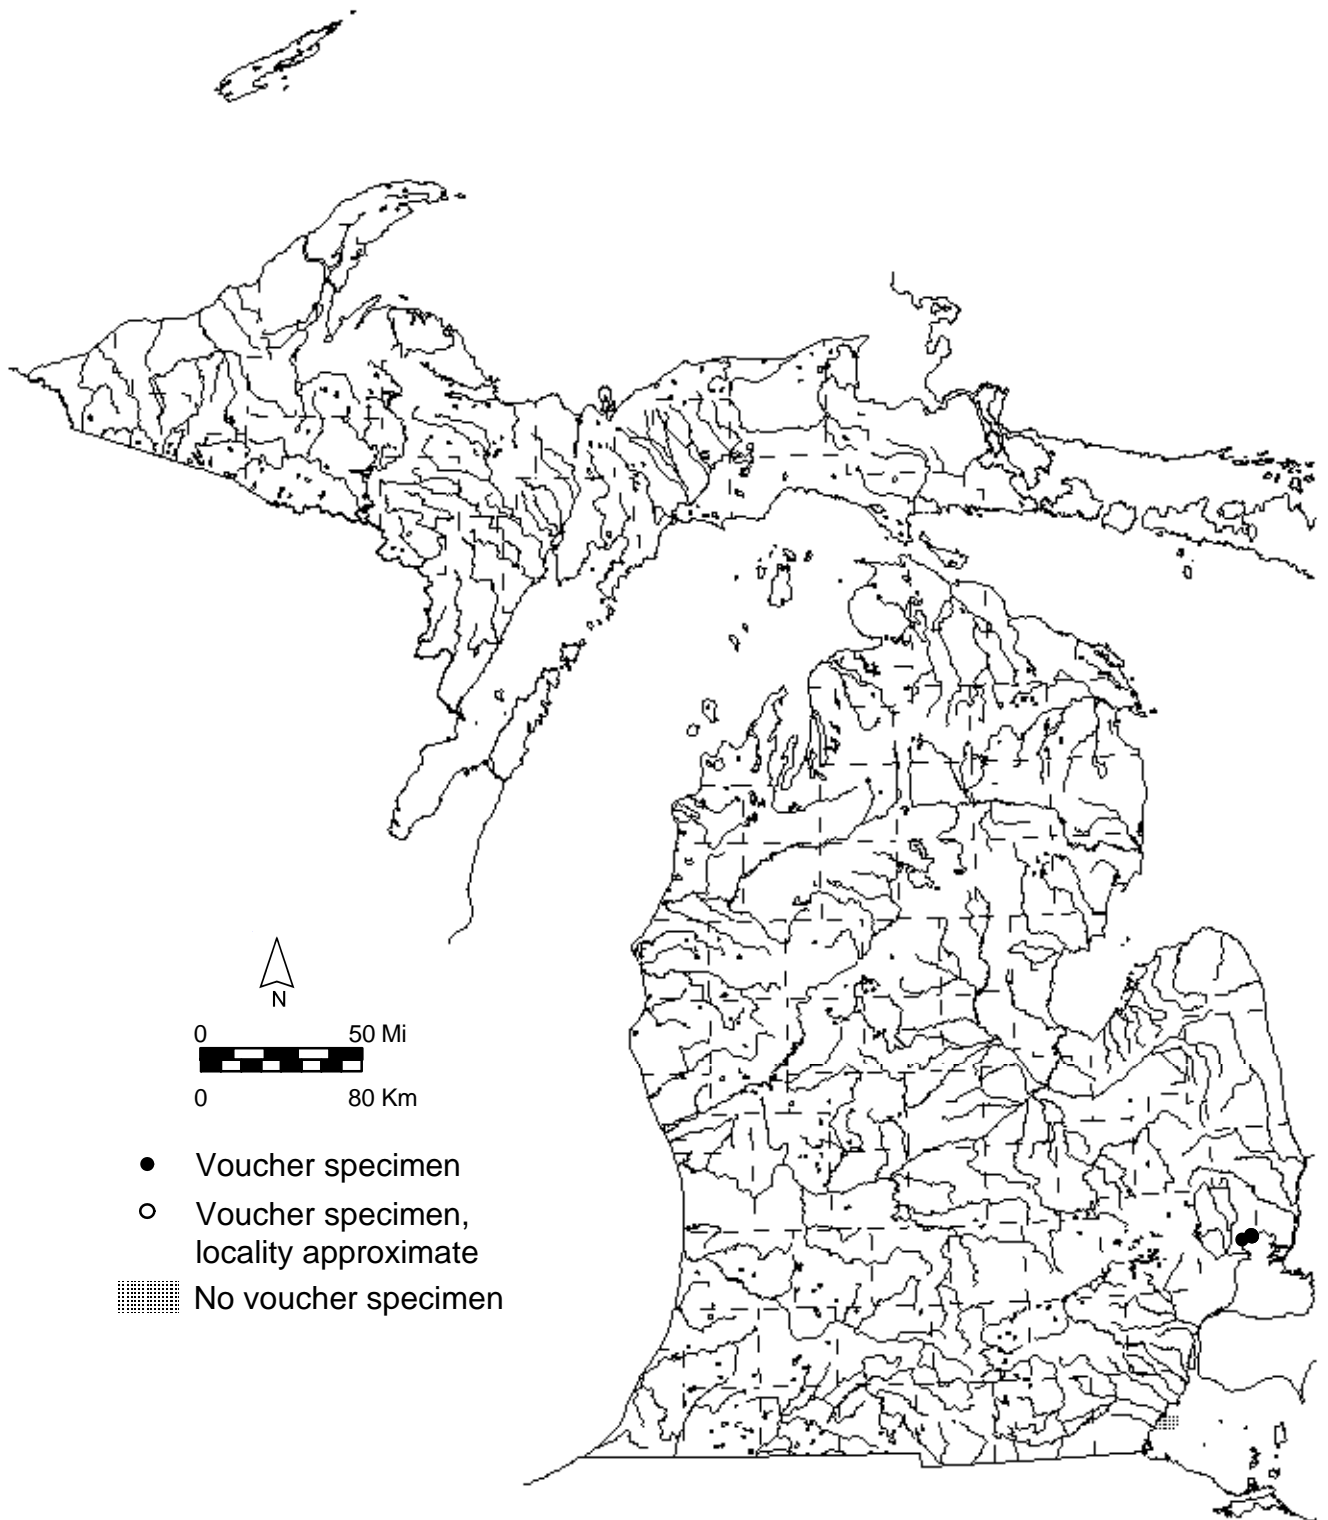 N
0 50 Mi
0 80 Km
Voucher specimen
Voucher specimen,
locality approximate
No voucher specimen